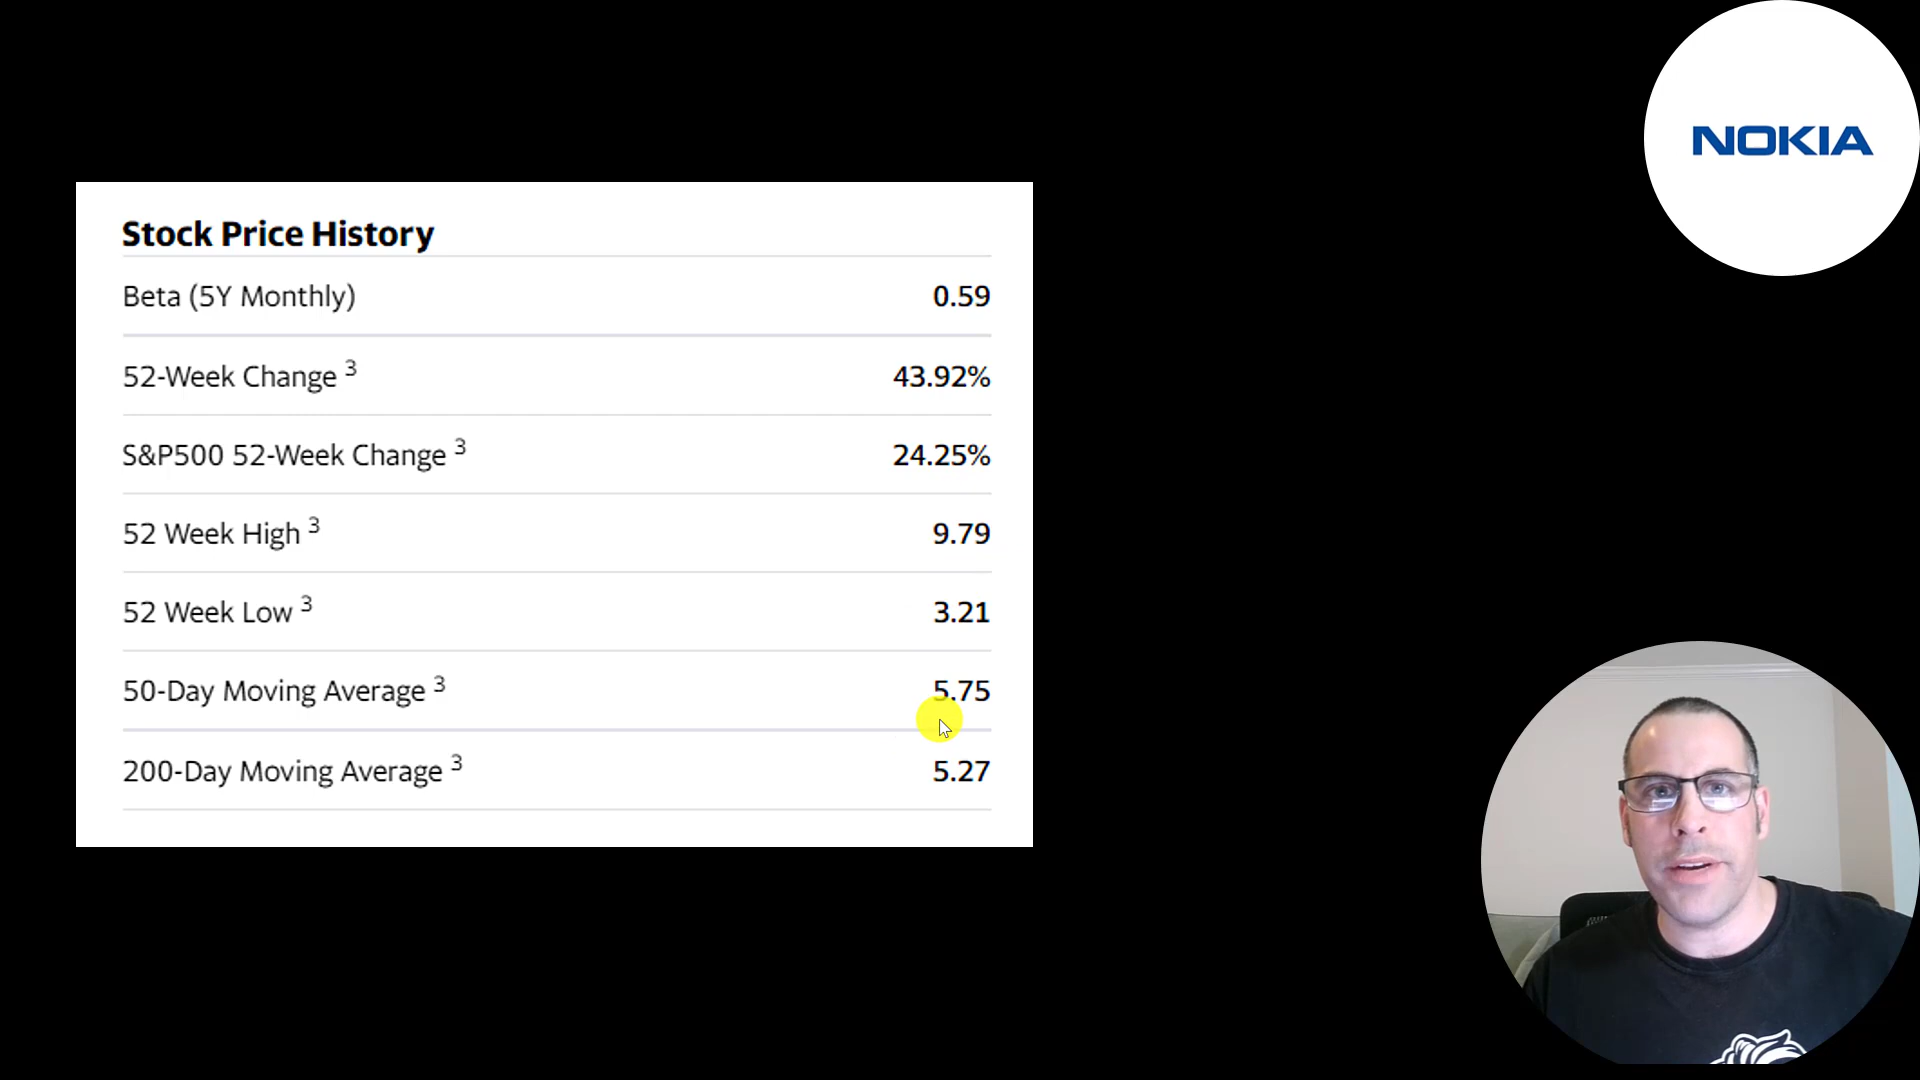 NOKIA
Stock Price History
Beta (5Y Monthly) 0.59
52-Week Change 3 43.92%
S&P500 52-Week Change 3 24.25%
52 Week High 3 9.79
52 Week Low 3 3.21
50-Day Moving Average 3 5.75
200-Day Moving Average 3 5.27